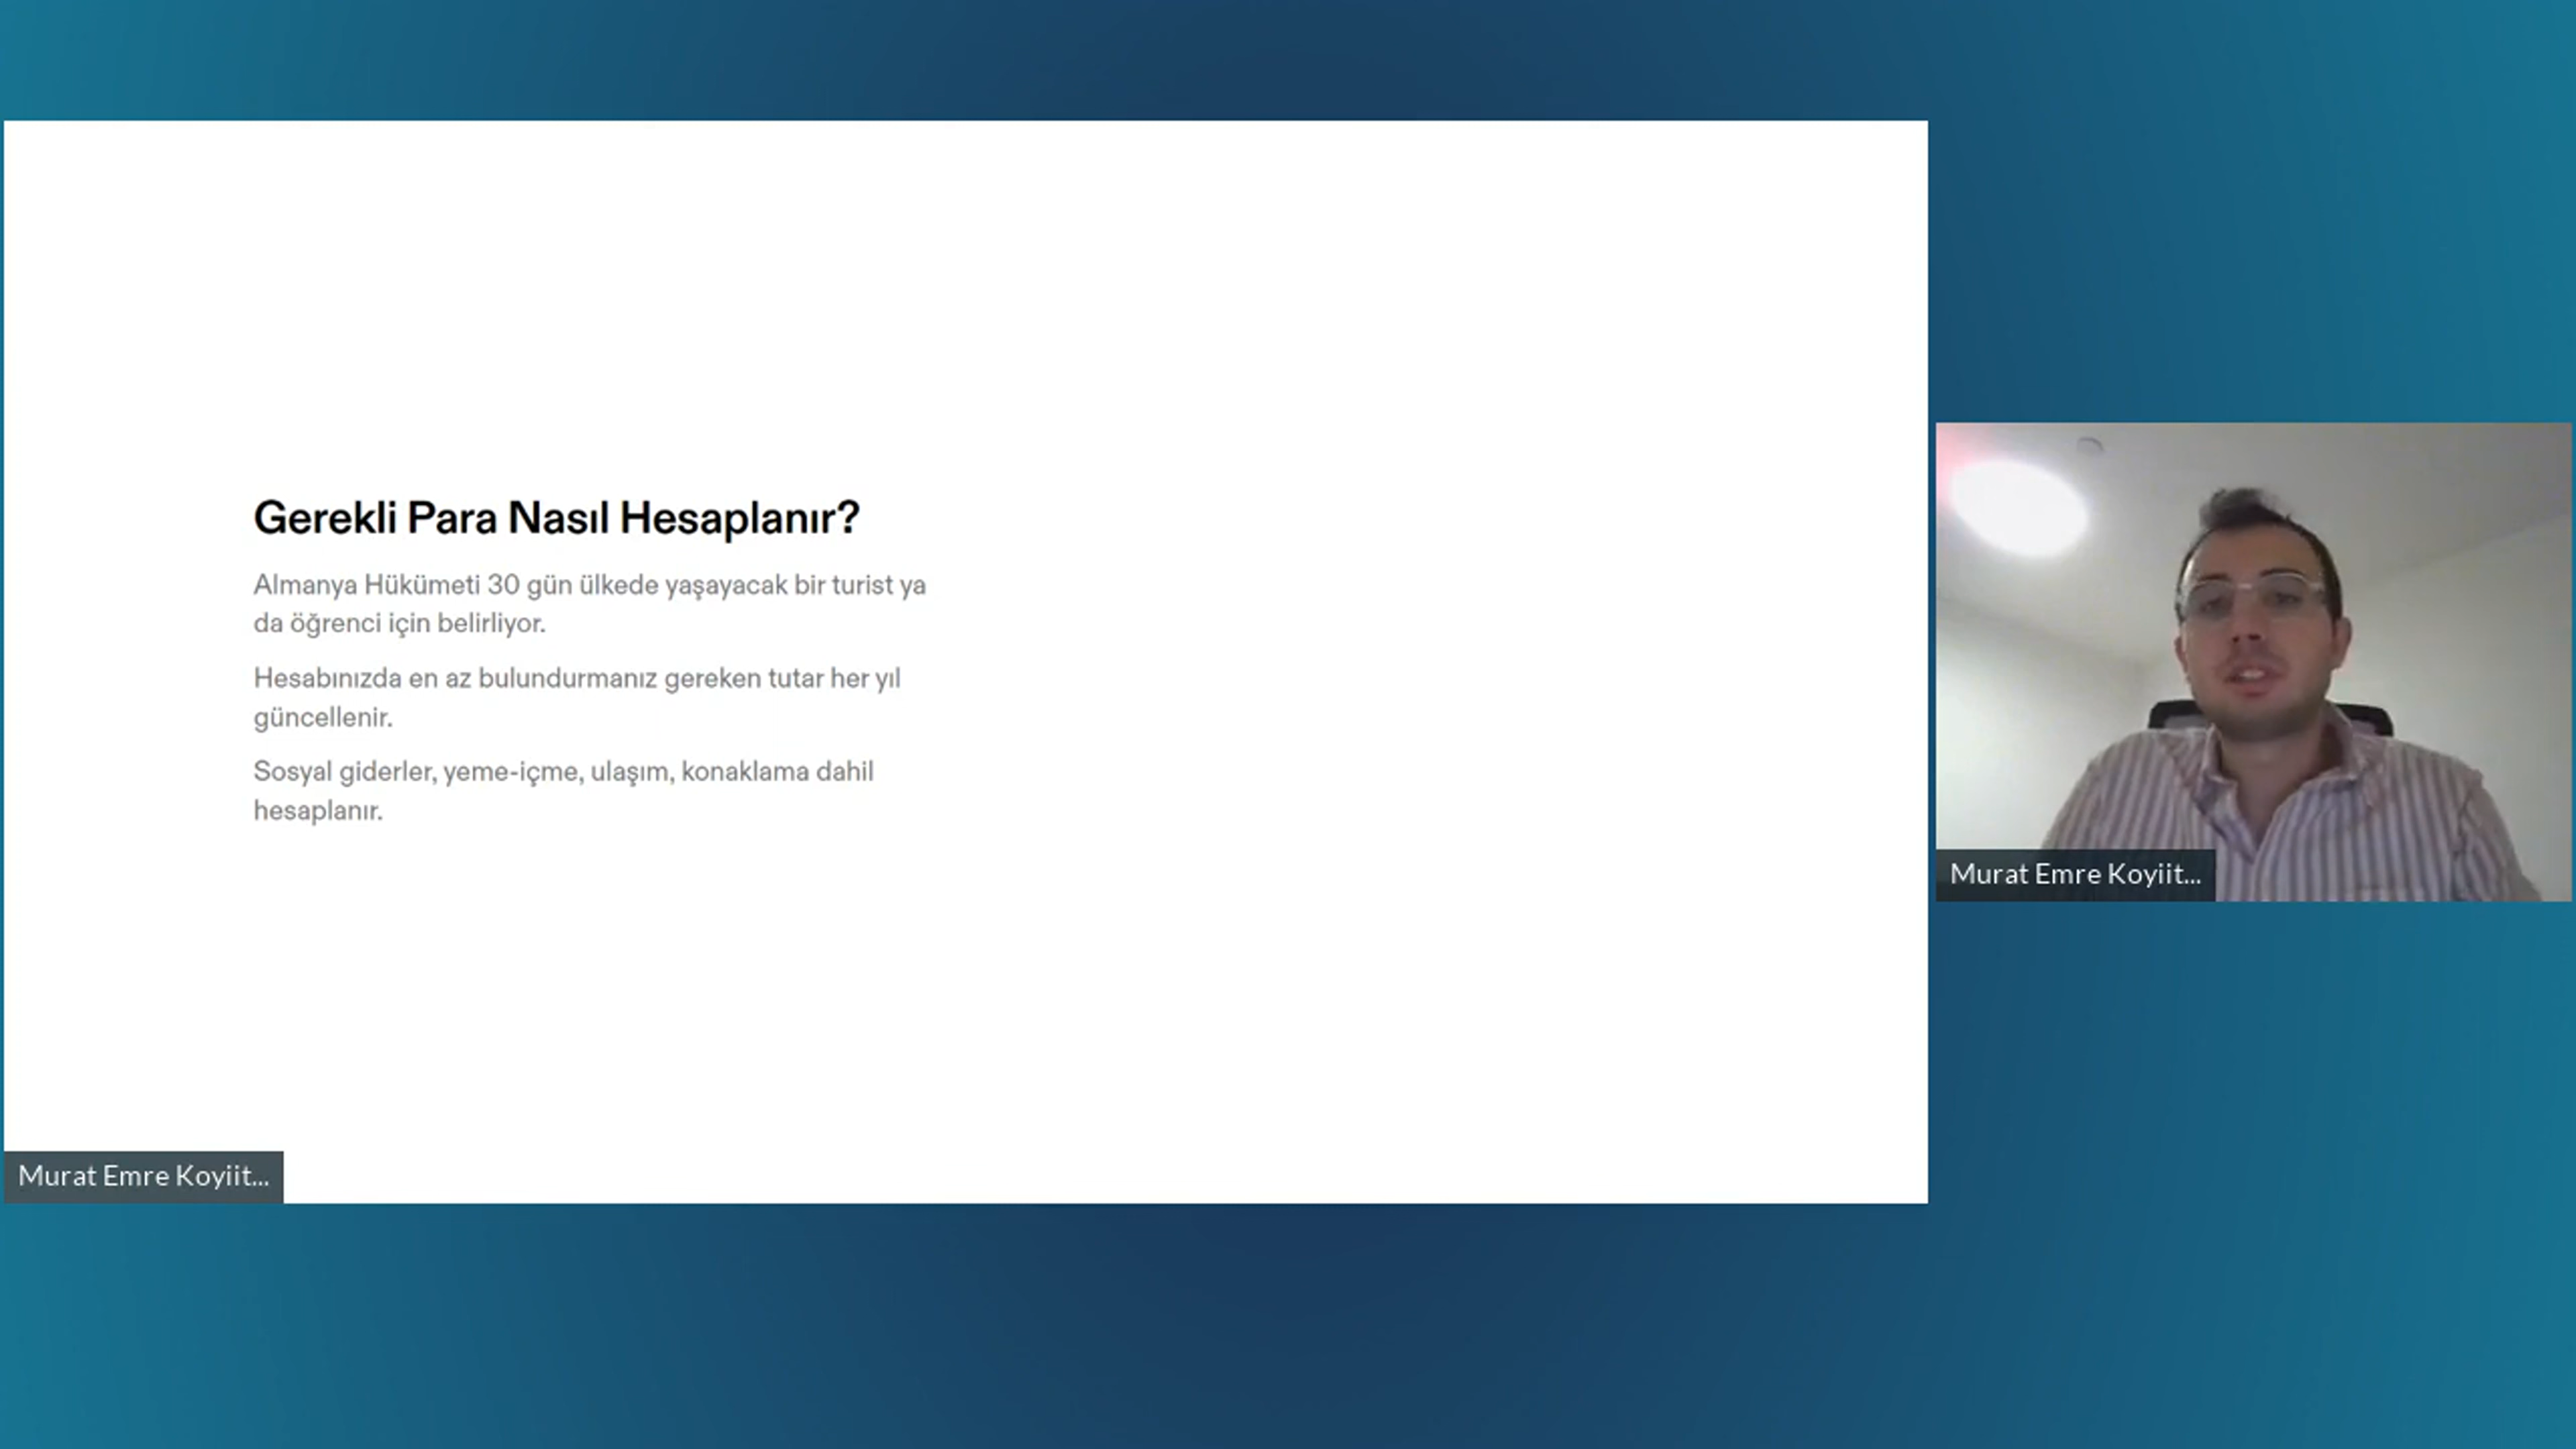 Gerekli Para Nasıl Hesaplanır?
Almanya Hükümeti 30 gün ülkede yaşayacak bir turist ya
da öğrenci için belirliyor.
Hesabınızda en az bulundurmanız gereken tutar her yıl
güncellenir.
Sosyal giderler, yeme-içme, ulaşım, konaklama dahil
hesaplanır.
Murat Emre Koyiit...
Murat Emre Koyiit...